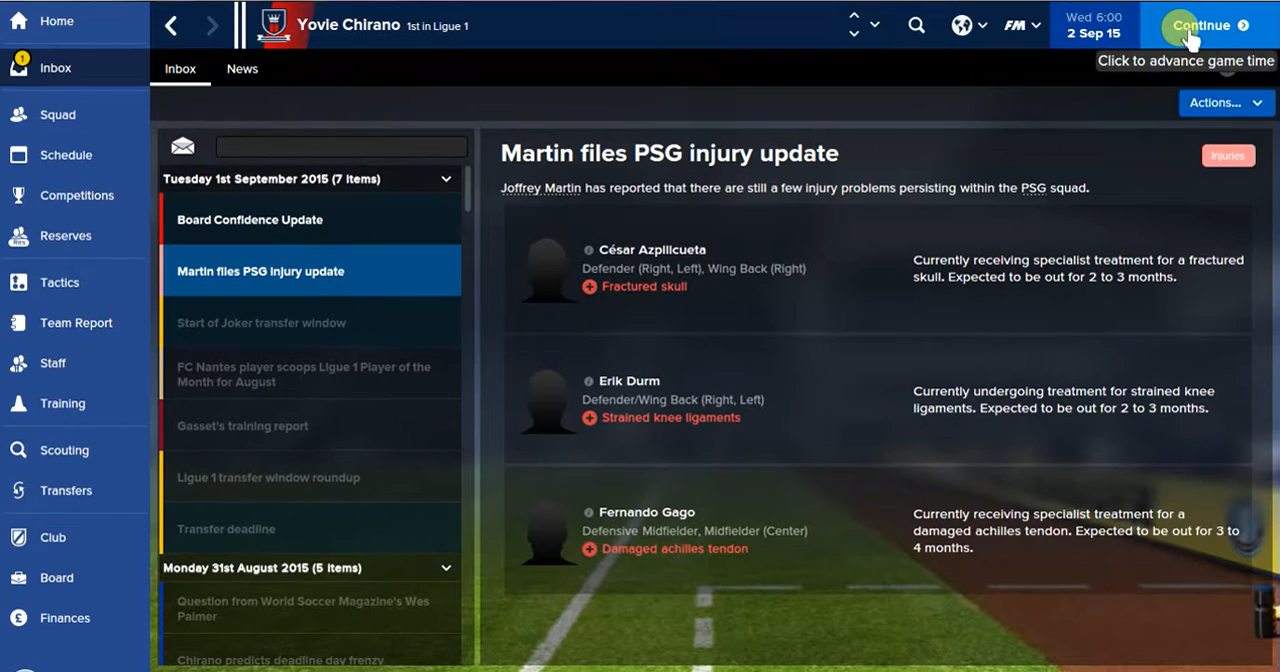 Home
Yovie Chirano 1st in Ligue 1
FM
Wed 6:00
2 Sep 15
Continue
Click to advance game time
1
Inbox
Inbox
News
Actions...
Squad
Schedule
Competitions
Res
Reserves
Tactics
Team Report
Staff
Training
Scouting
Transfers
Club
Board
£
Finances
Tuesday 1st September 2015 (7 items)
Board Confidence Update
Martin files PSG injury update
Start of Joker transfer window
FC Nantes player scoops Ligue 1 Player of the
Month for August
Gasset's training report
Ligue 1 transfer window roundup
Transfer deadline
Monday 31st August 2015 (5 items)
Question from World Soccer Magazine's Wes
Palmer
Chirano predicts deadline day frenzy
Martin files PSG injury update
Injuries
Joffrey Martin has reported that there are still a few injury problems persisting within the PSG squad.
César Azpilicueta
Defender (Right, Left), Wing Back (Right)
Fractured skull
Currently receiving specialist treatment for a fractured
skull. Expected to be out for 2 to 3 months.
Erik Durm
Defender/Wing Back (Right, Left)
Strained knee ligaments
Currently undergoing treatment for strained knee
ligaments. Expected to be out for 2 to 3 months.
Fernando Gago
Defensive Midfielder, Midfielder (Center)
Damaged achilles tendon
Currently receiving specialist treatment for a
damaged achilles tendon. Expected to be out for 3 to
4 months.